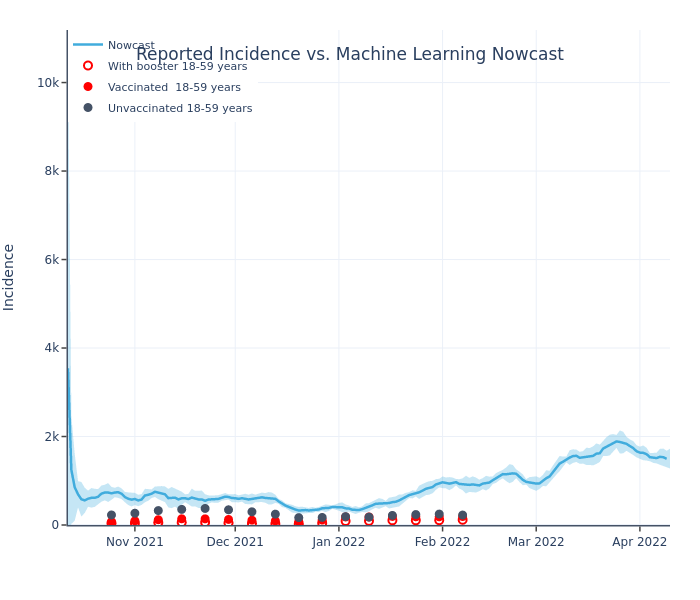 Reported Incidence vs. Machine Learning Nowcast
Nowcast
With booster 18-59 years
Vaccinated  18-59 years
Unvaccinated 18-59 years
Incidence
10k
8k
6k
4k
2k
0
Nov 2021
Dec 2021
Jan 2022
Feb 2022
Mar 2022
Apr 2022